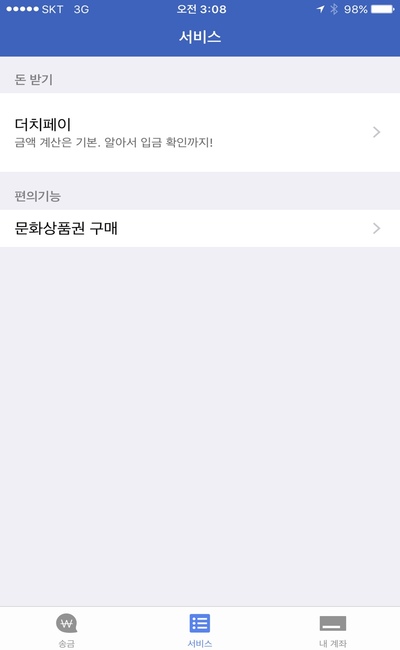 SKT 3G 오전 3:08 98%
서비스
돈 받기
더치페이
금액 계산은 기본. 알아서 입금 확인까지!
편의기능
문화상품권 구매
₩
송금 서비스 내 계좌